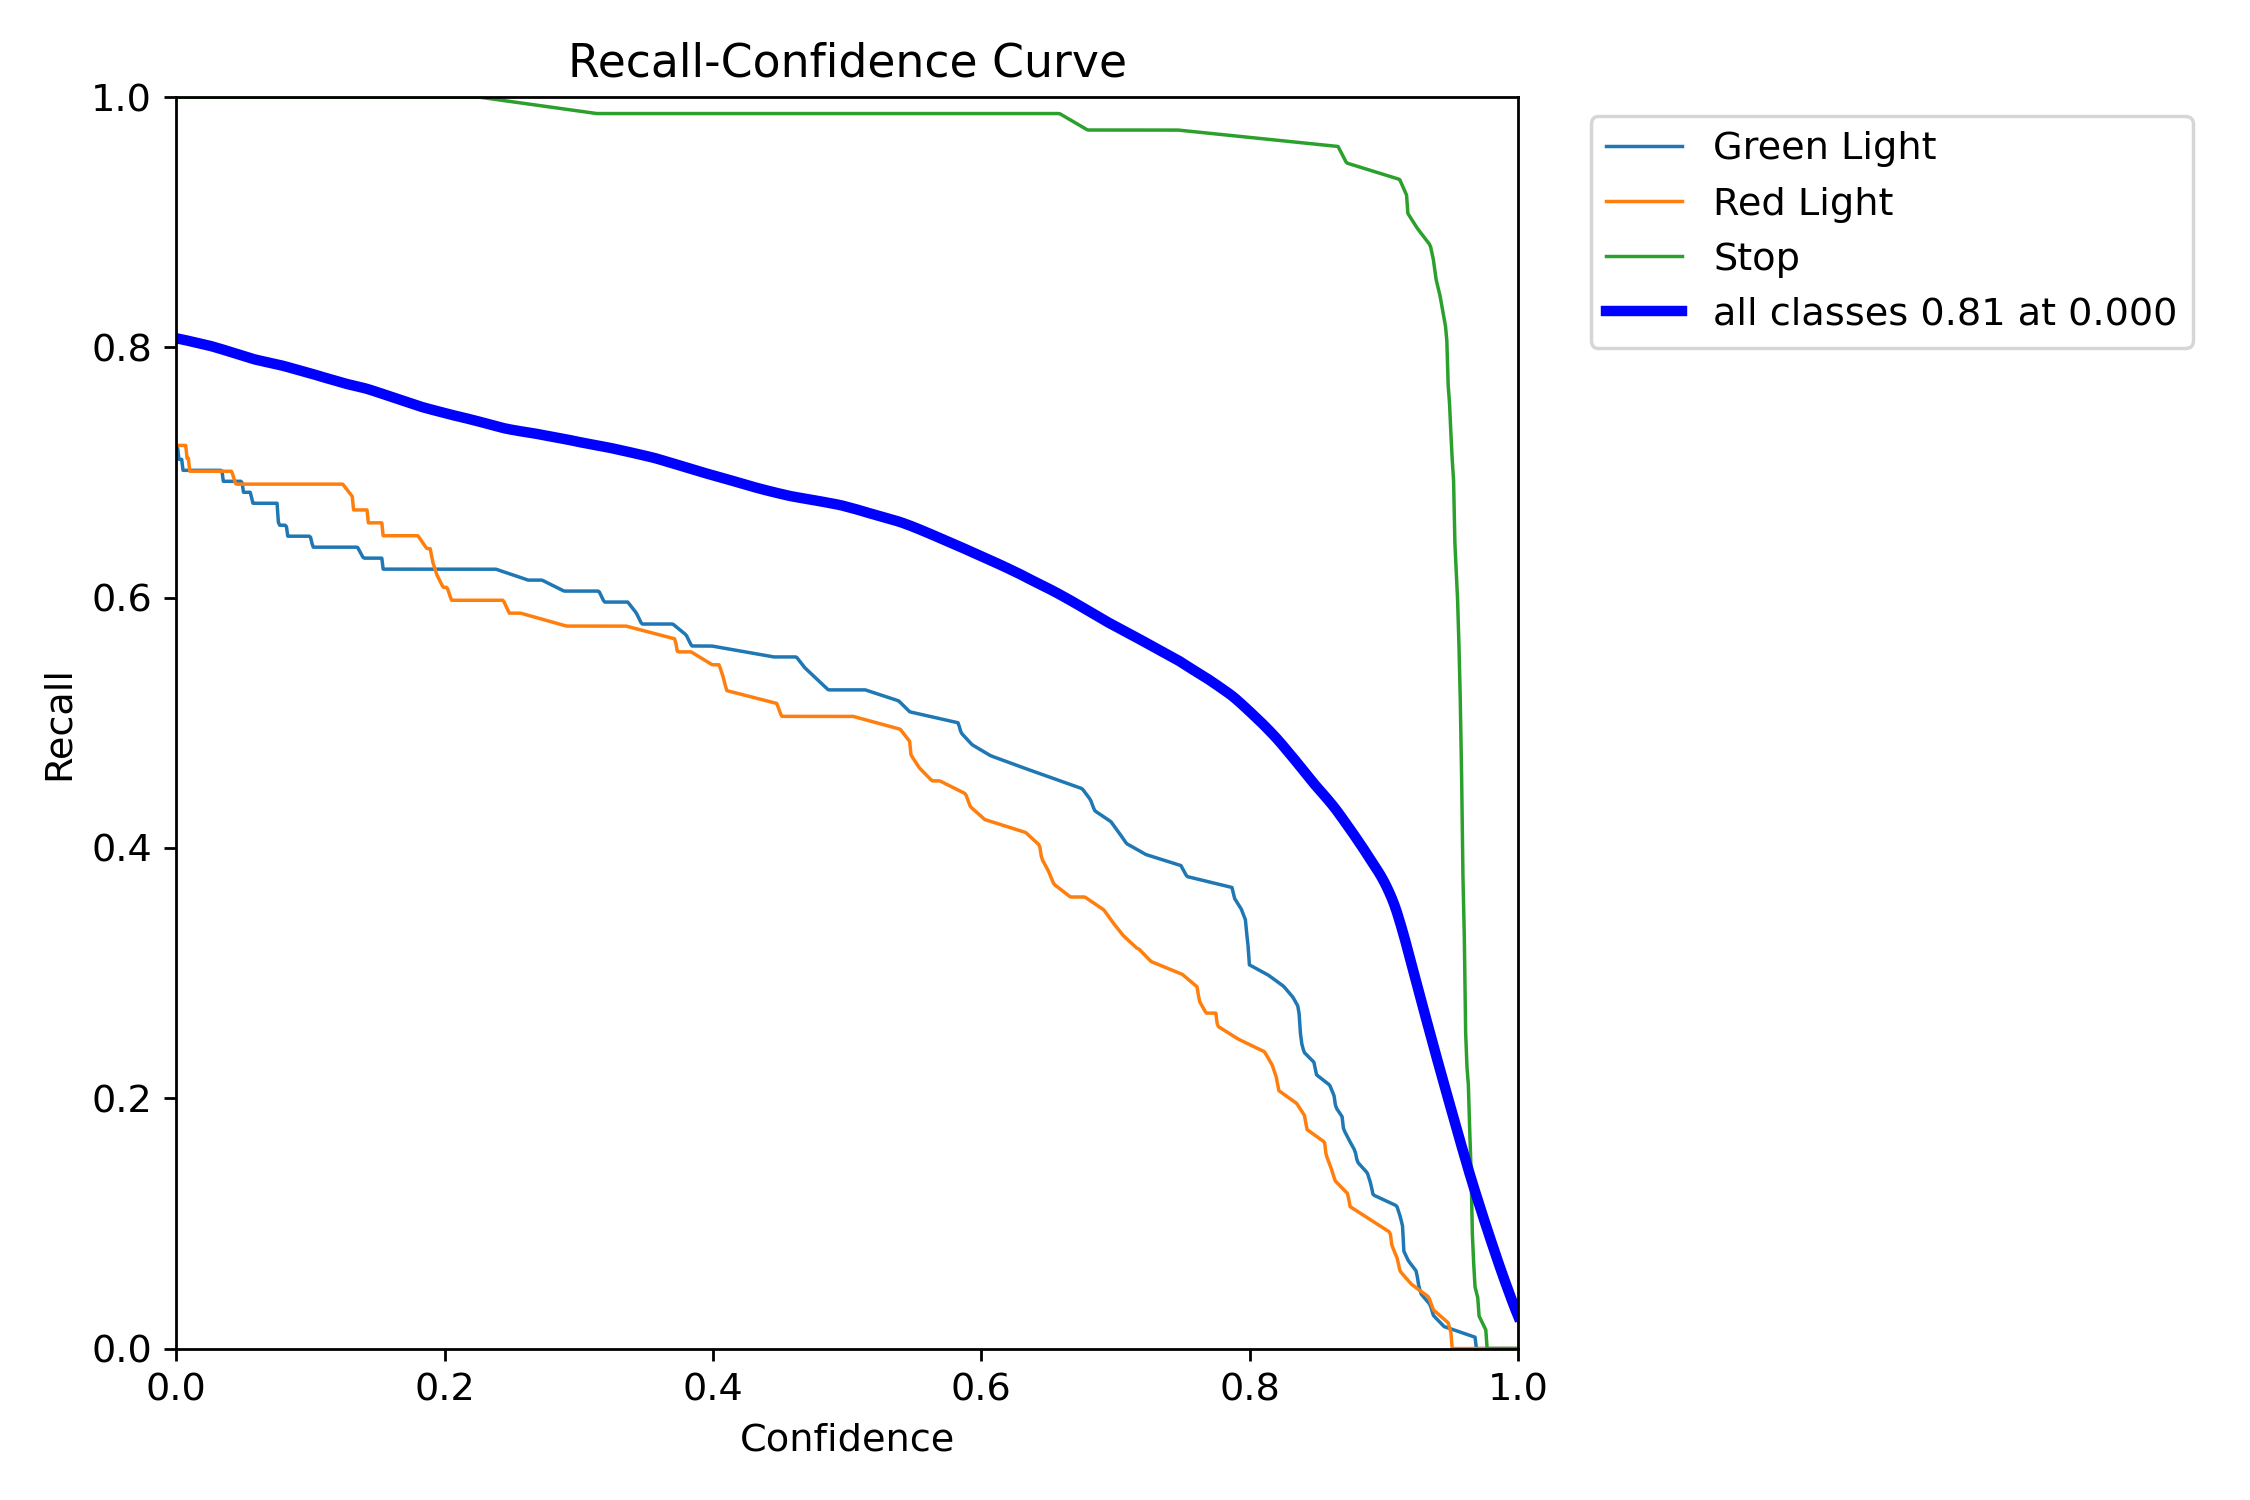 Recall-Confidence Curve
1.0
0.8
0.6
0.4
0.2
0.0
Recall
0.0 0.2 0.4 0.6 0.8 1.0
Confidence
Green Light
Red Light
Stop
all classes 0.81 at 0.000